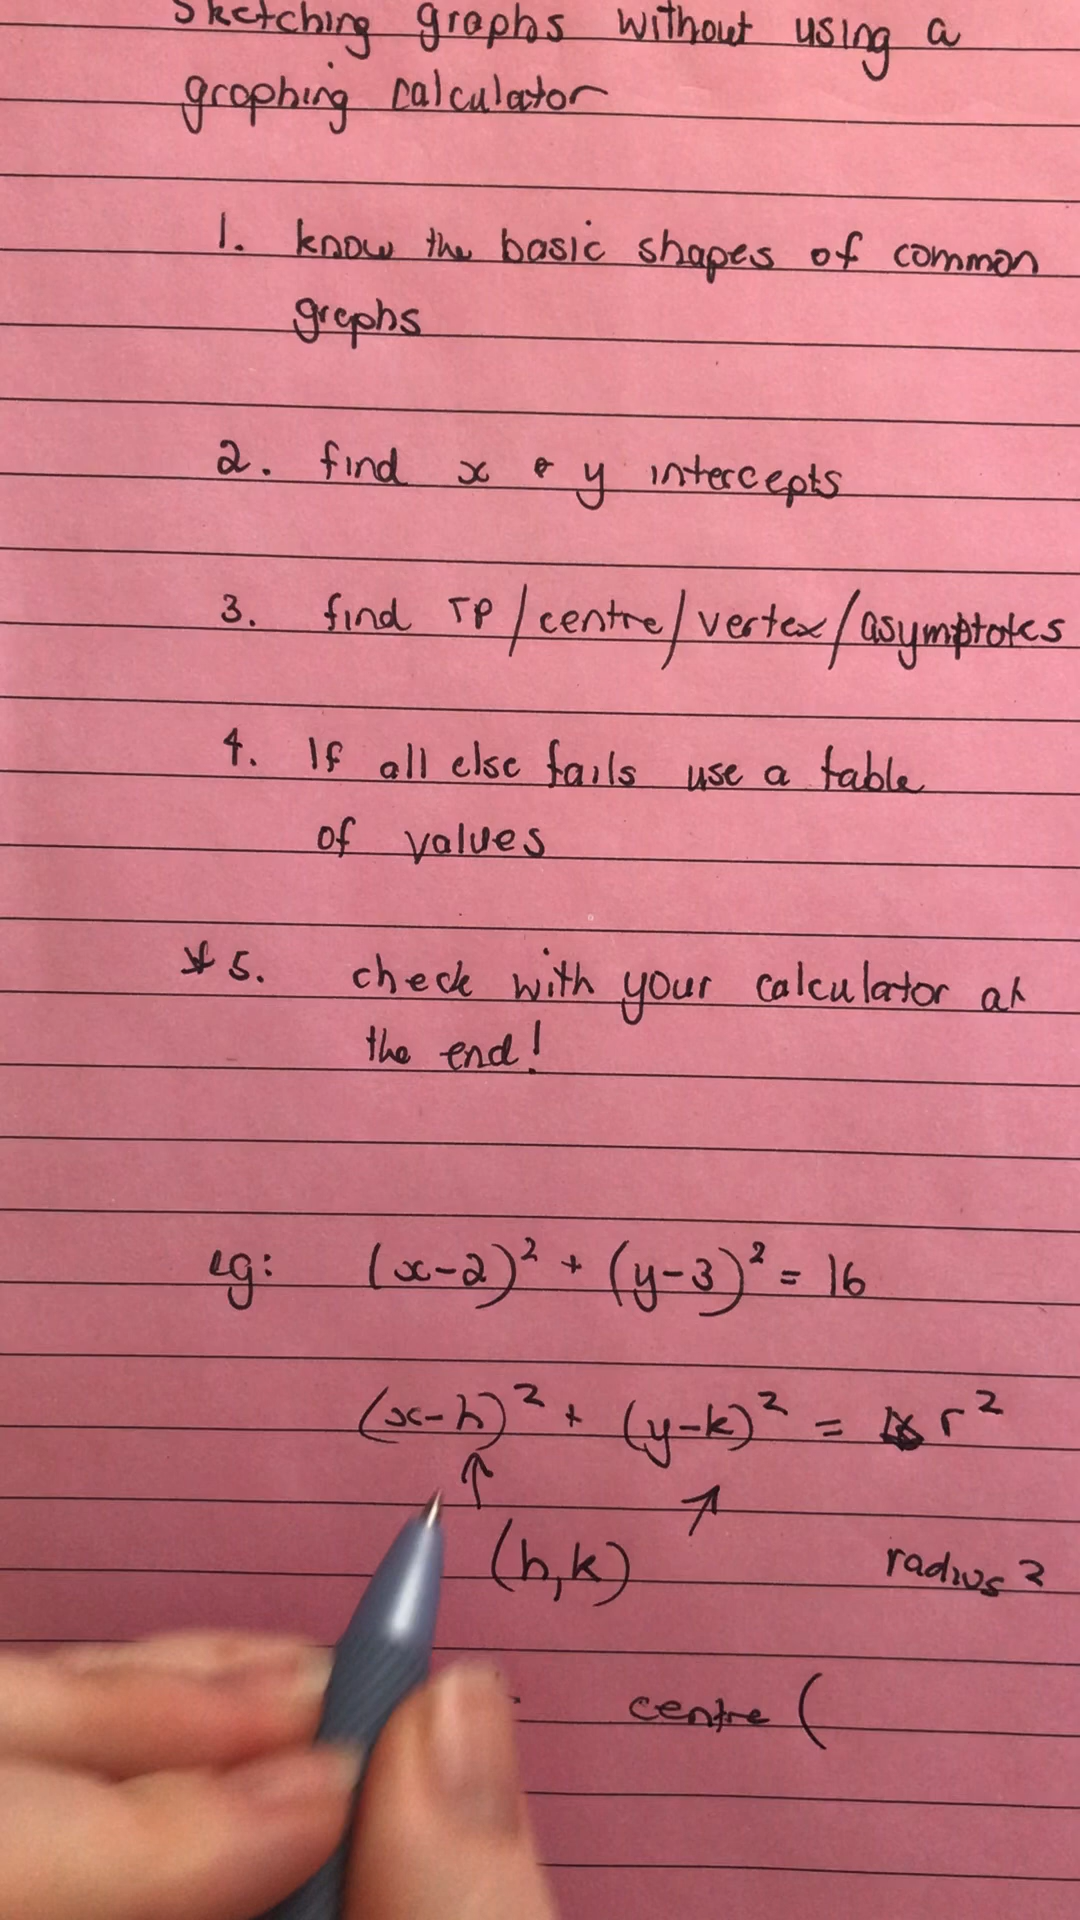 Sketching graphs without using a
graphing calculator
1. know the basic shapes of common
graphs
2. find x & y intercepts
3. find TP/centre/vertex/asymptotes
4. If all else fails use a table
of values
* 5. check with your calculator at
the end!
eg: (x-2)² + (y-3)² = 16
(x-h)² + (y-k)² = r²
↑ ↗
(h,k) radius²
centre (